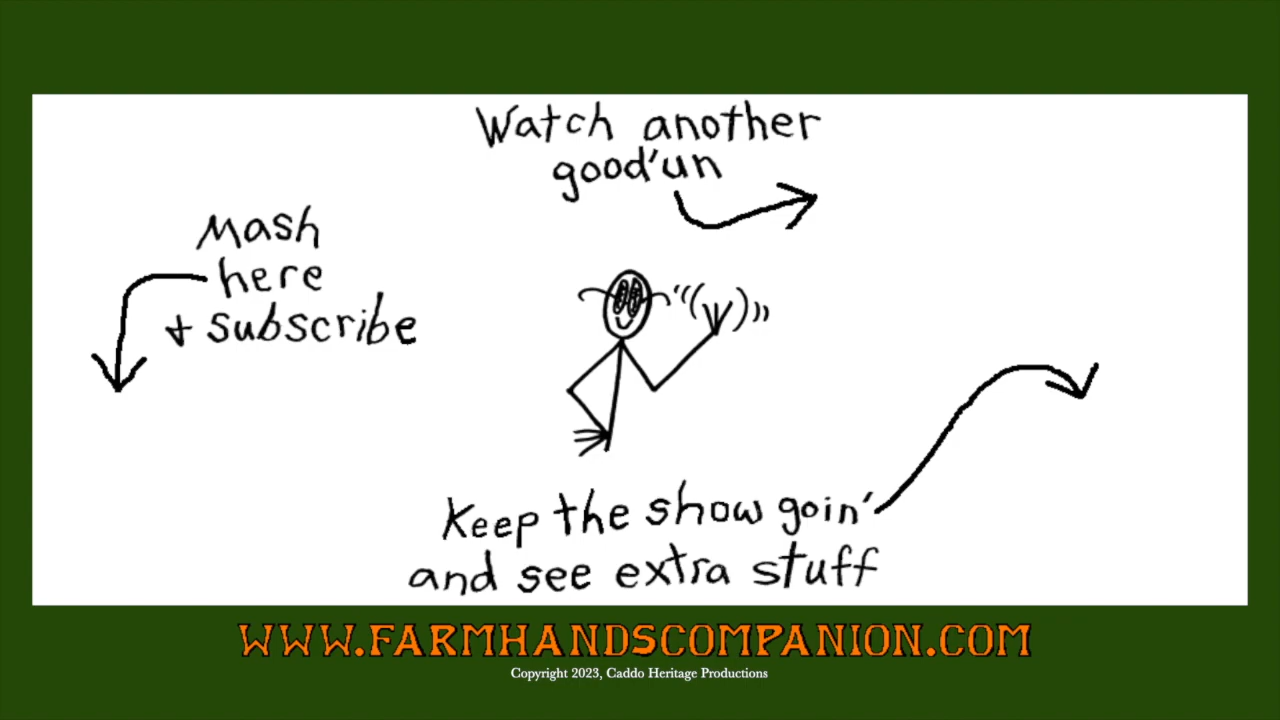 Watch another
good'un
Mash
here
+ subscribe
Keep the show goin'
and see extra stuff
WWW.FARMHANDSCOMPANION.COM
Copyright 2023, Caddo Heritage Productions